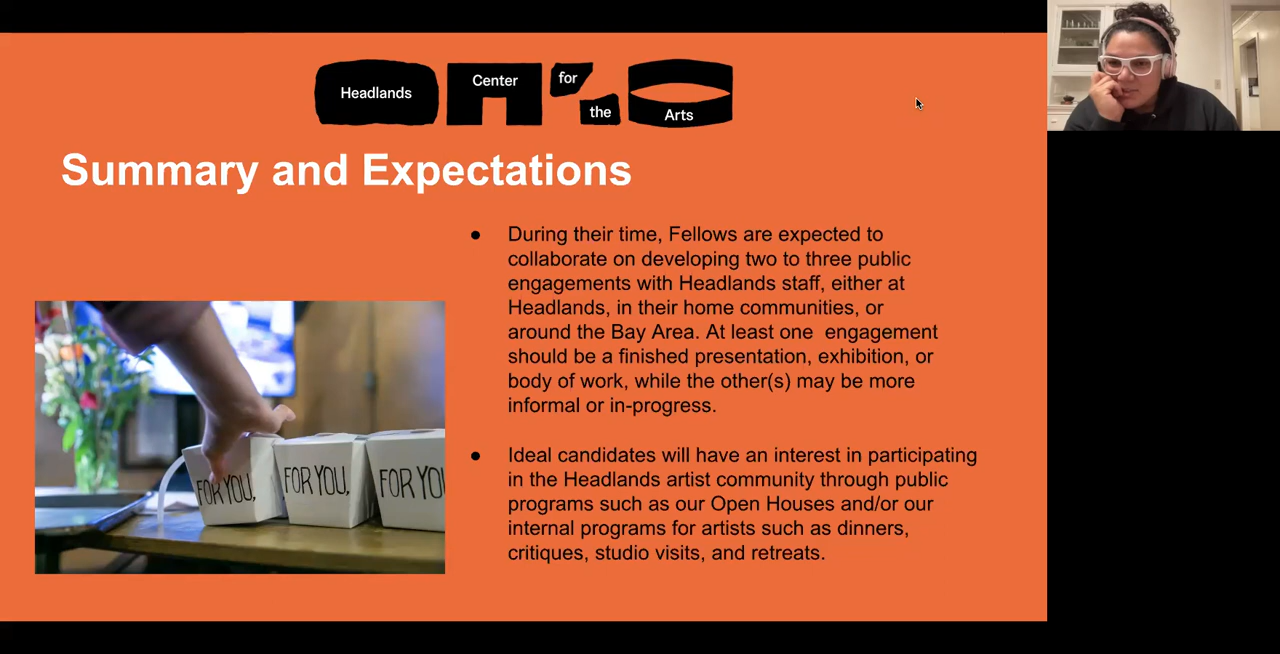 Headlands Center for the Arts
Summary and Expectations
● During their time, Fellows are expected to
collaborate on developing two to three public
engagements with Headlands staff, either at
Headlands, in their home communities, or
around the Bay Area. At least one  engagement
should be a finished presentation, exhibition, or
body of work, while the other(s) may be more
informal or in-progress.
● Ideal candidates will have an interest in participating
in the Headlands artist community through public
programs such as our Open Houses and/or our
internal programs for artists such as dinners,
critiques, studio visits, and retreats.
FOR YOU, FOR YOU, FOR YOU